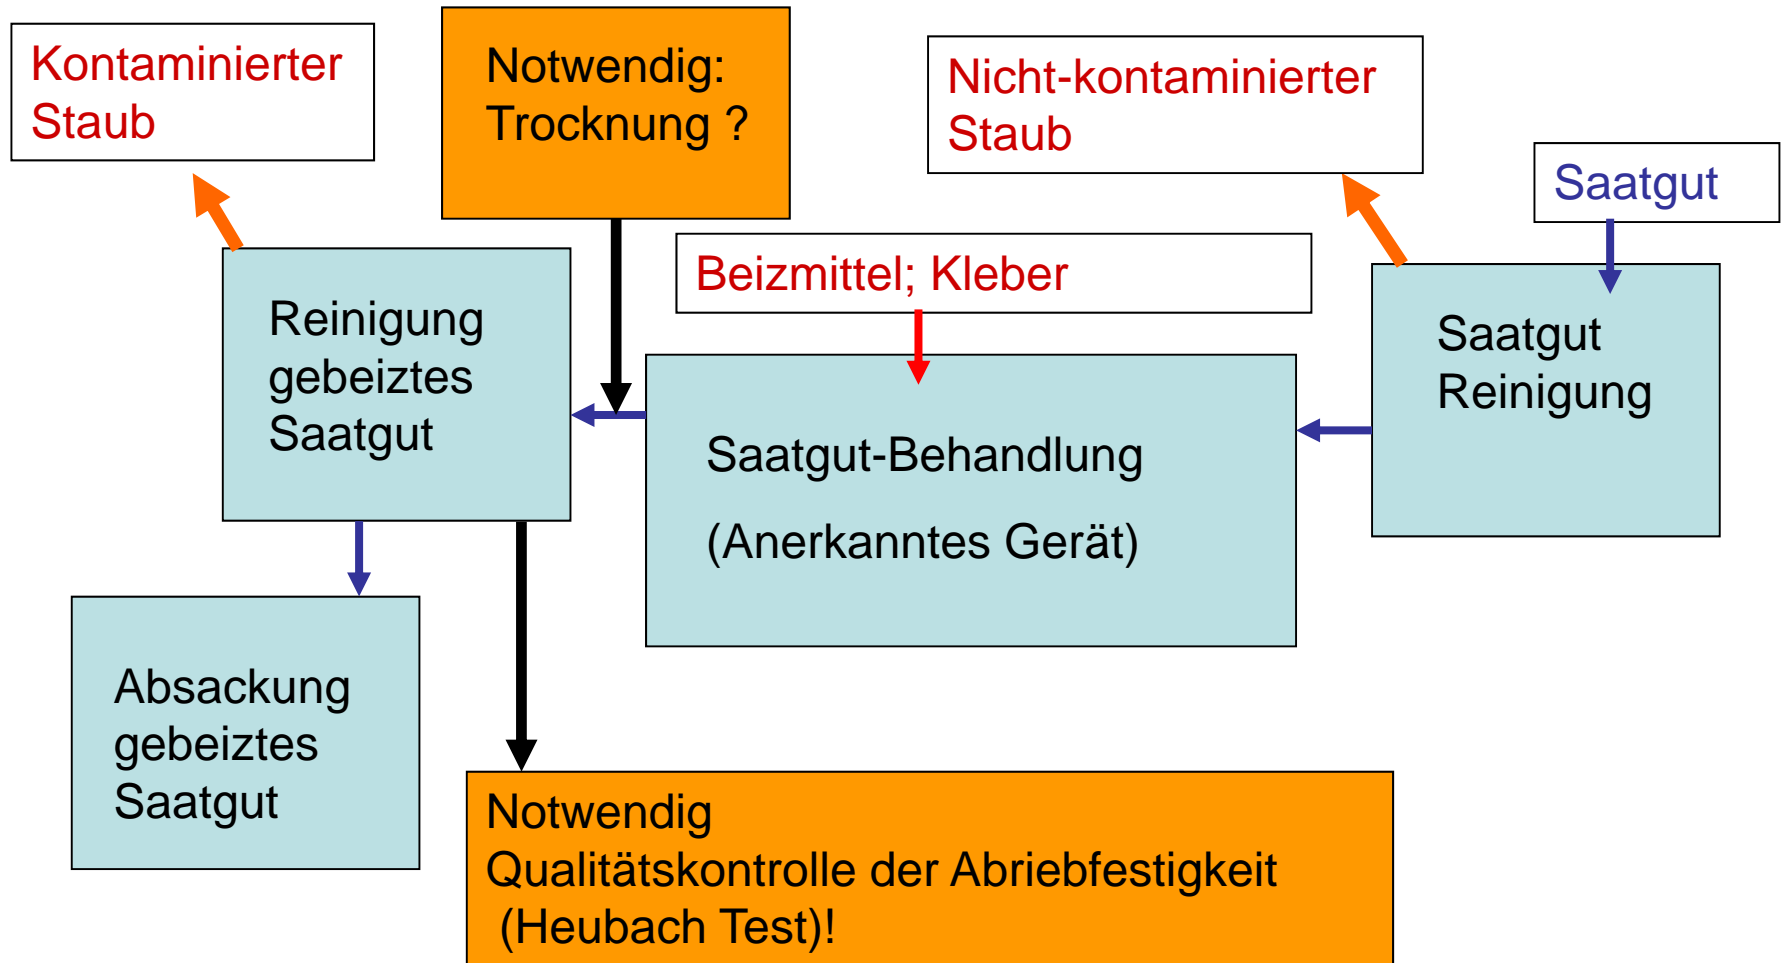 Kontaminierter
Staub
Notwendig:
Trocknung ?
Nicht-kontaminierter
Staub
Saatgut
Beizmittel; Kleber
Reinigung
gebeiztes
Saatgut
Saatgut-Behandlung
(Anerkanntes Gerät)
Saatgut
Reinigung
Absackung
gebeiztes
Saatgut
Notwendig
Qualitätskontrolle der Abriebfestigkeit
(Heubach Test)!